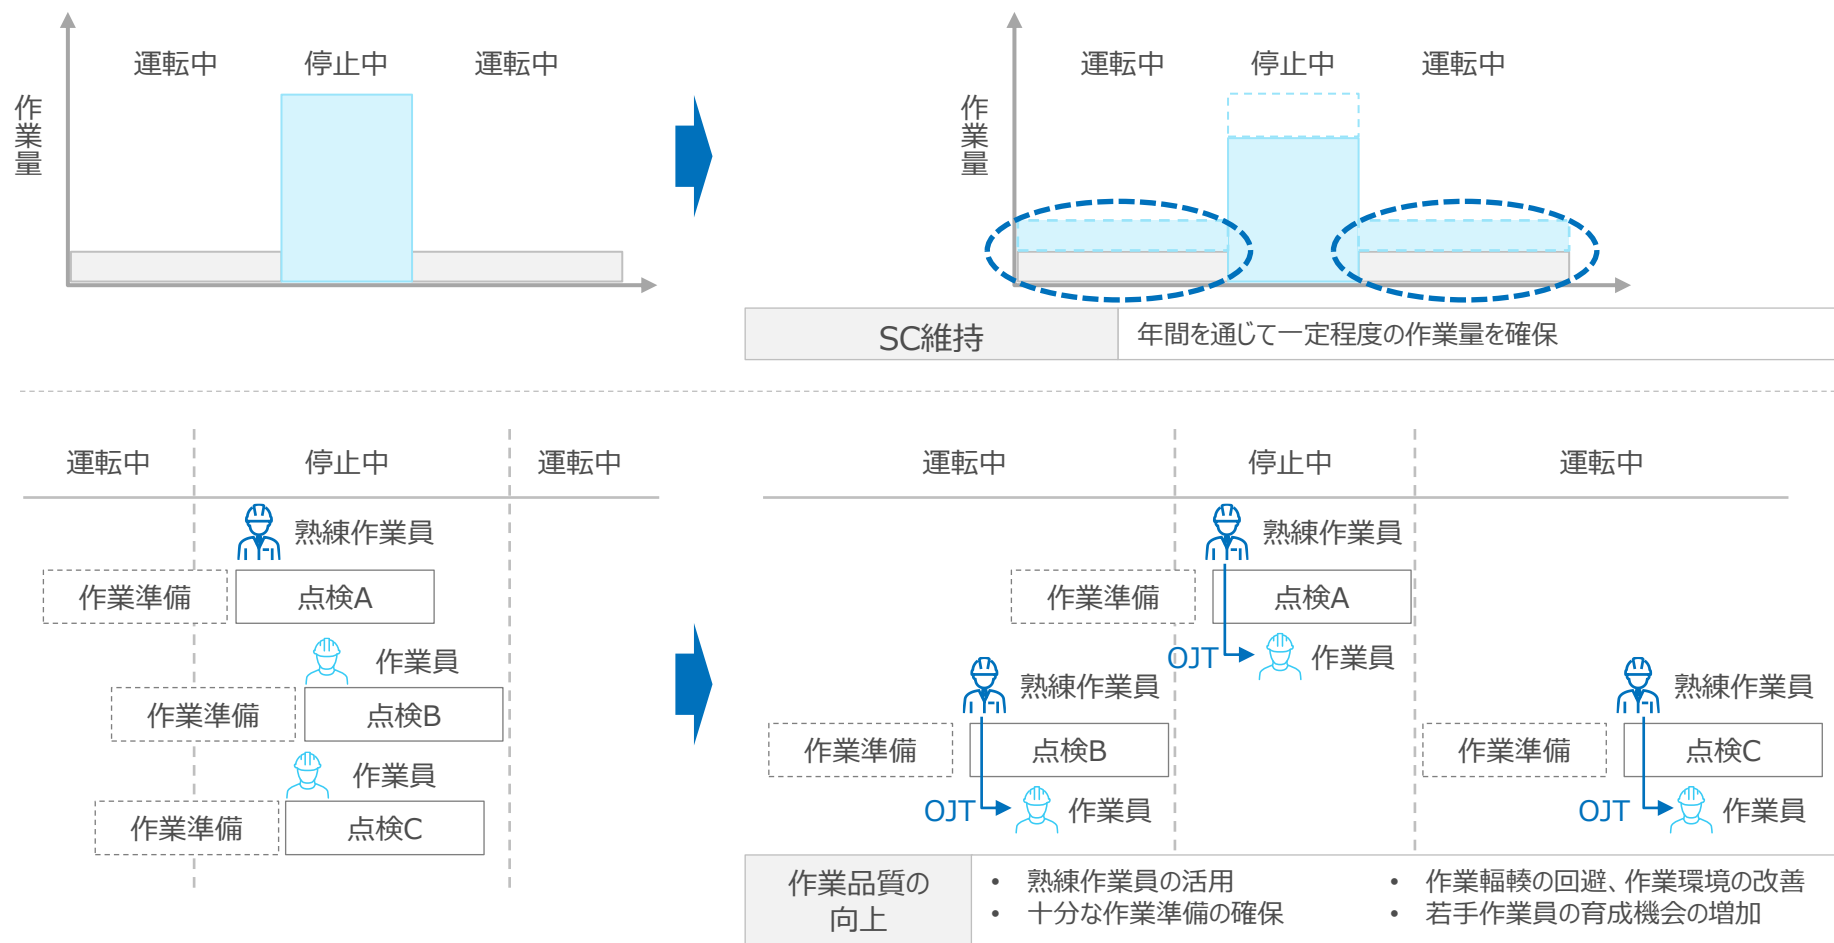 運転中
停止中
運転中
作業量
運転中
停止中
運転中
作業量
SC維持
年間を通じて一定程度の作業量を確保
運転中
停止中
運転中
熟練作業員
作業準備
点検A
作業員
作業準備
点検B
作業員
作業準備
点検C
運転中
停止中
運転中
熟練作業員
作業準備
点検A
OJT
作業員
熟練作業員
作業準備
点検B
OJT
作業員
熟練作業員
作業準備
点検C
OJT
作業員
作業品質の
向上
• 熟練作業員の活用
• 十分な作業準備の確保
• 作業輻輳の回避、作業環境の改善
• 若手作業員の育成機会の増加